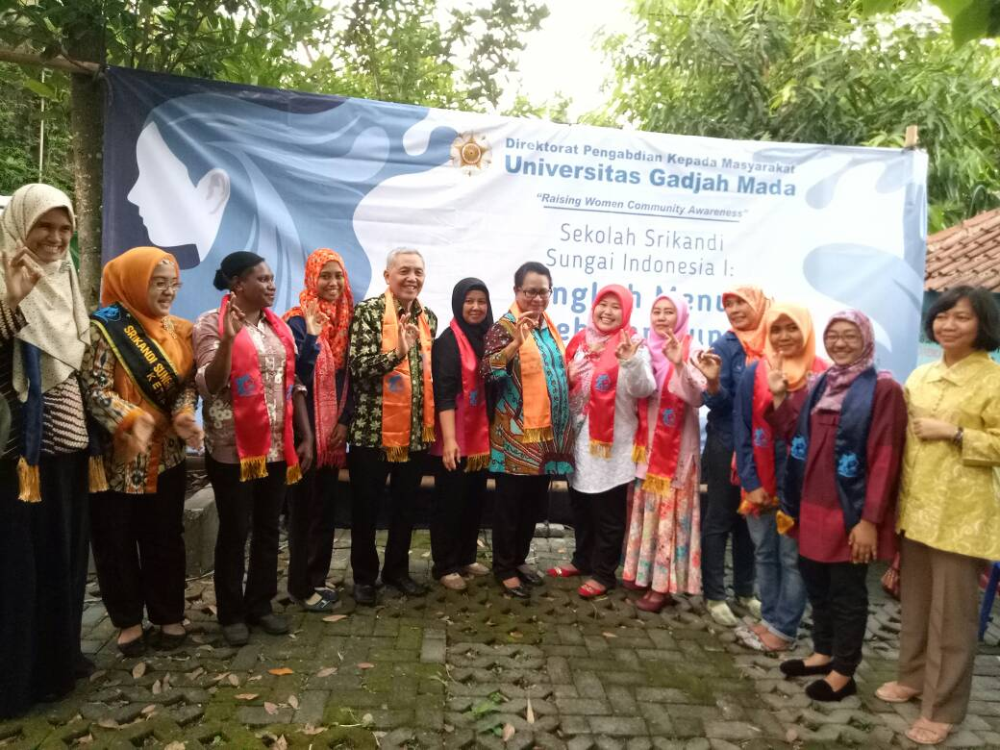 Direktorat Pengabdian Kepada Masyarakat
Universitas Gadjah Mada
"Raising Women Community Awareness"
Sekolah Srikandi
Sungai Indonesia I:
SRIKANDI